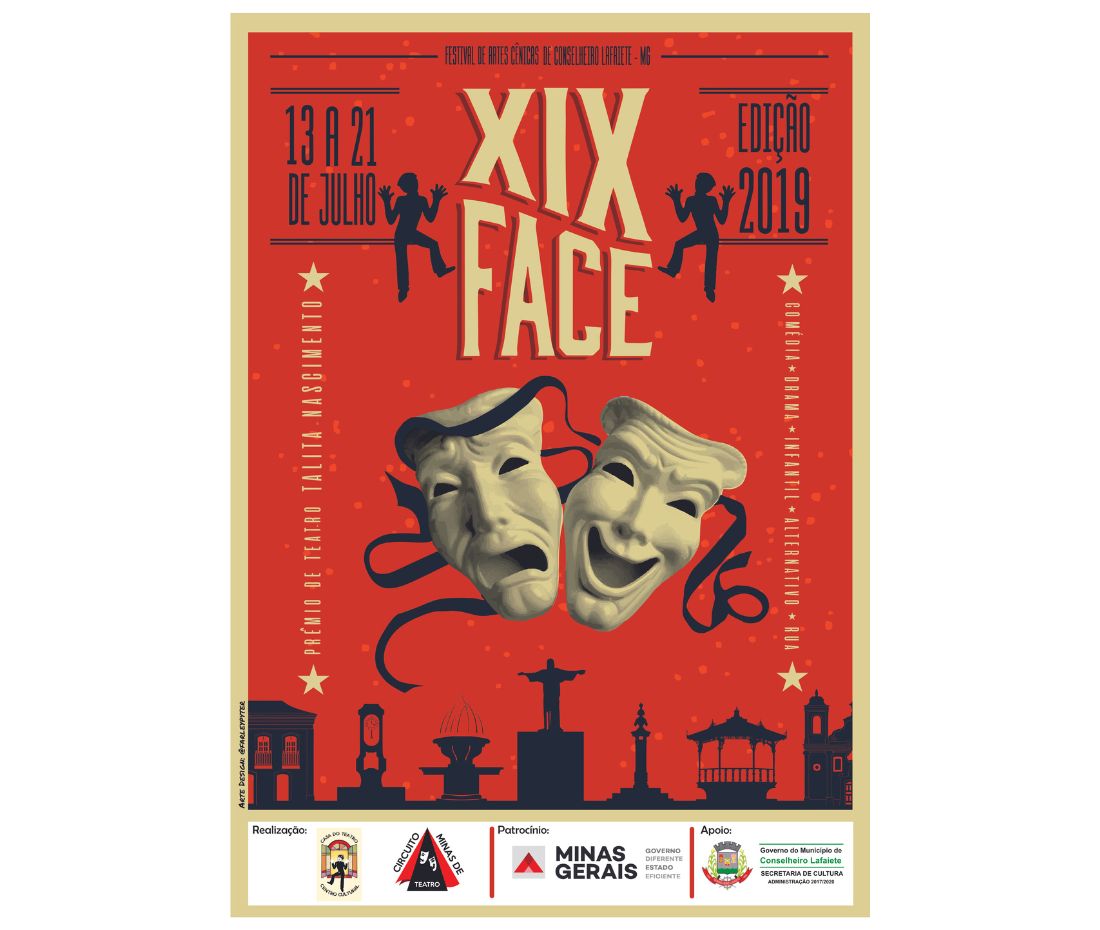 FESTIVAL DE ARTES CÊNICAS DE CONSELHEIRO LAFAIETE - MG
13 A 21
DE JULHO
XIX
FACE
EDIÇÃO
2019
PRÊMIO DE TEATRO TALITA NASCIMENTO
COMÉDIA ★ DRAMA ★ INFANTIL ★ ALTERNATIVO ★ RUA
ARTE DESIGN: @FARLEYPYTER
Realização:
CASA DO TEATRO
CENTRO CULTURAL
CIRCUITO
MINAS DE
TEATRO
Patrocínio:
MINAS
GERAIS
GOVERNO
DIFERENTE
ESTADO
EFICIENTE
Apoio:
Governo do Município de
Conselheiro Lafaiete
SECRETARIA DE CULTURA
ADMINISTRAÇÃO 2017/2020